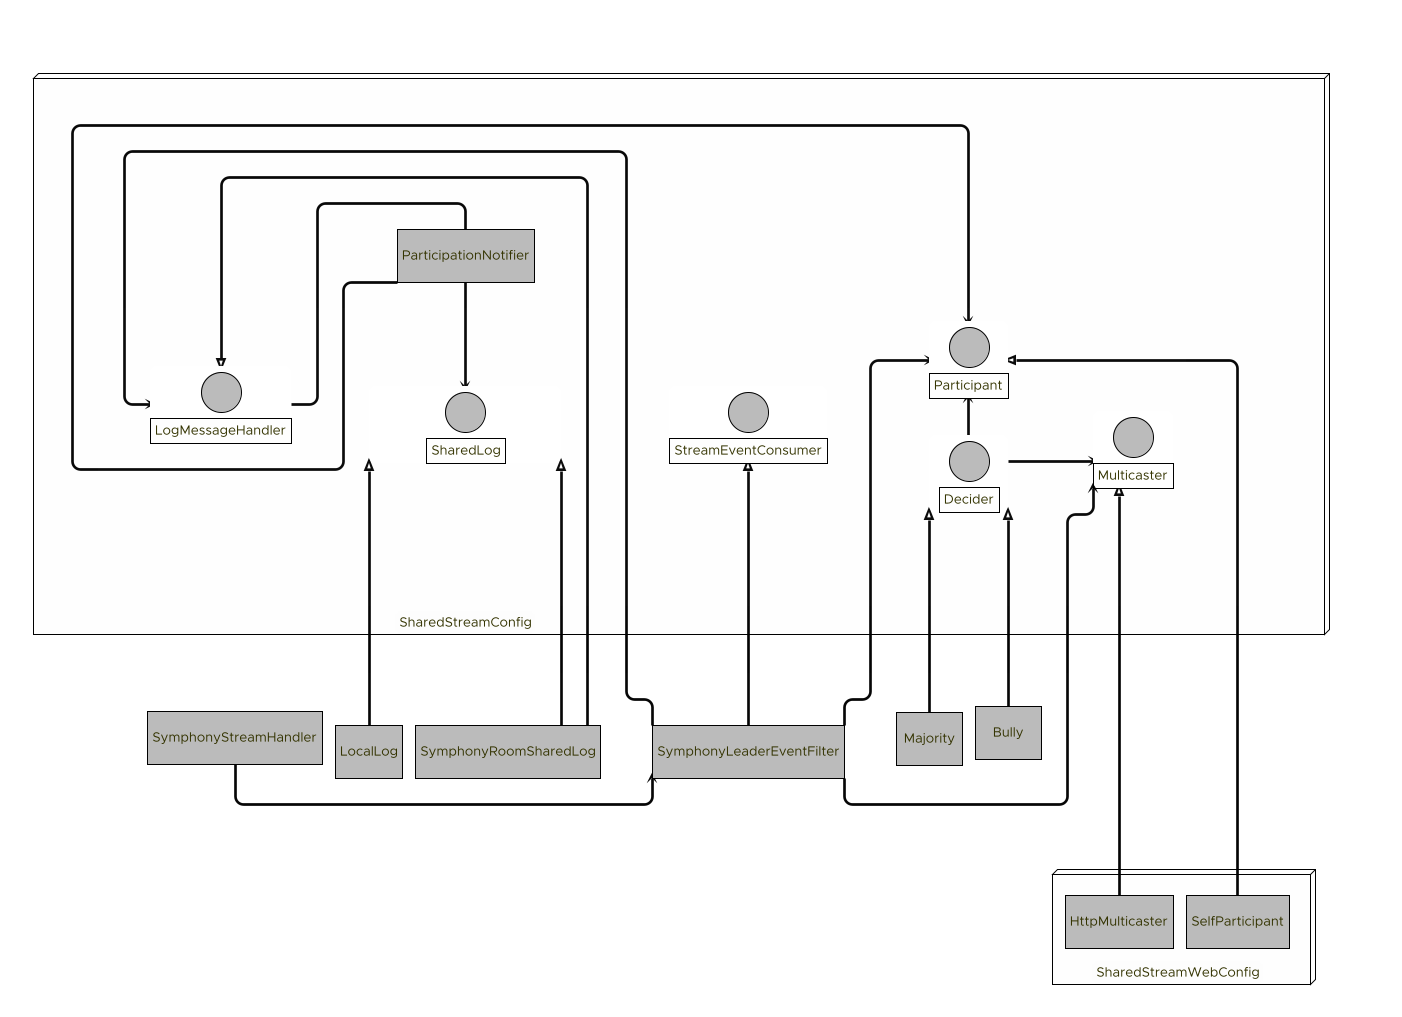 ParticipationNotifier
Participant
LogMessageHandler
SharedLog
StreamEventConsumer
Multicaster
Decider
SharedStreamConfig
SymphonyStreamHandler
LocalLog
SymphonyRoomSharedLog
SymphonyLeaderEventFilter
Majority
Bully
HttpMulticaster
SelfParticipant
SharedStreamWebConfig